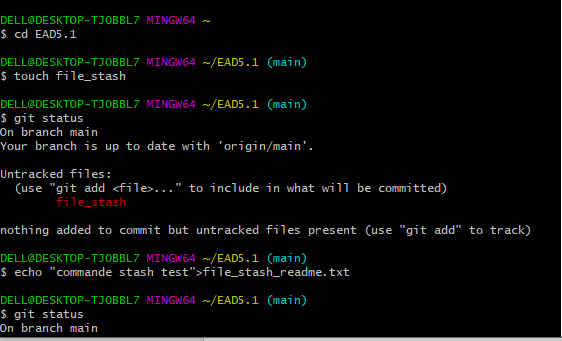 DELL@DESKTOP-TJOBBL7 MINGW64 ~
$ cd EAD5.1
DELL@DESKTOP-TJOBBL7 MINGW64 ~/EAD5.1 (main)
$ touch file_stash
DELL@DESKTOP-TJOBBL7 MINGW64 ~/EAD5.1 (main)
$ git status
On branch main
Your branch is up to date with 'origin/main'.
Untracked files:
  (use "git add <file>..." to include in what will be committed)
        file_stash
nothing added to commit but untracked files present (use "git add" to track)
DELL@DESKTOP-TJOBBL7 MINGW64 ~/EAD5.1 (main)
$ echo "commande stash test">file_stash_readme.txt
DELL@DESKTOP-TJOBBL7 MINGW64 ~/EAD5.1 (main)
$ git status
On branch main